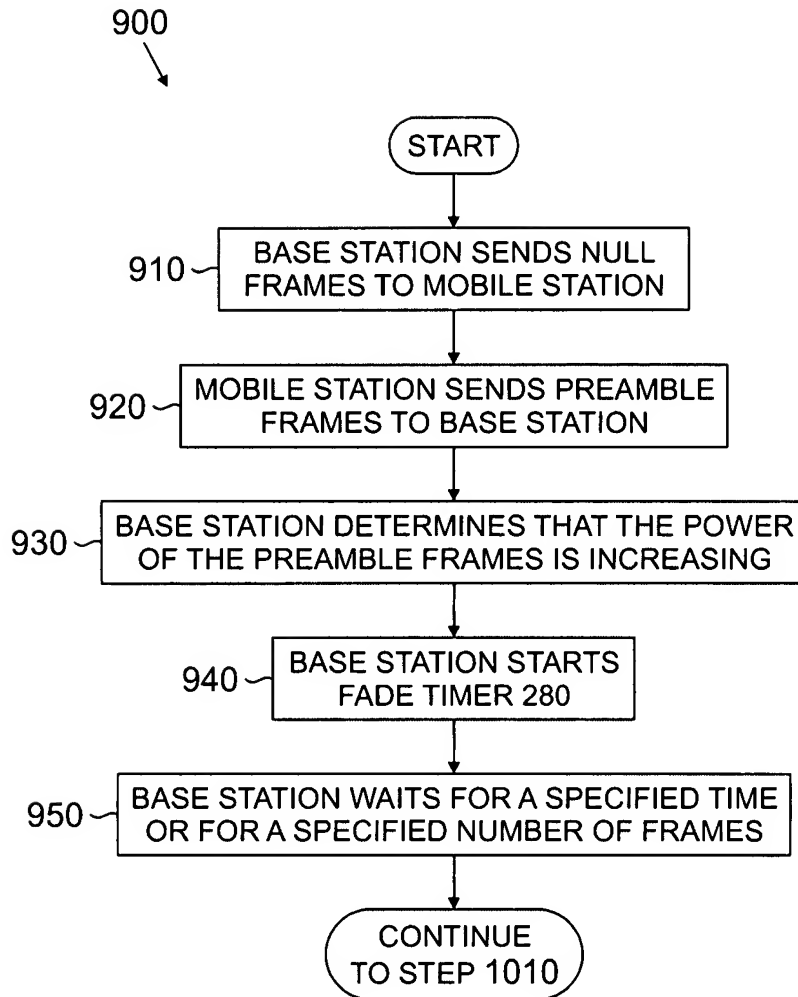 900
START
910
BASE STATION SENDS NULL
FRAMES TO MOBILE STATION
920
MOBILE STATION SENDS PREAMBLE
FRAMES TO BASE STATION
930
BASE STATION DETERMINES THAT THE POWER
OF THE PREAMBLE FRAMES IS INCREASING
940
BASE STATION STARTS
FADE TIMER 280
950
BASE STATION WAITS FOR A SPECIFIED TIME
OR FOR A SPECIFIED NUMBER OF FRAMES
CONTINUE
TO STEP 1010